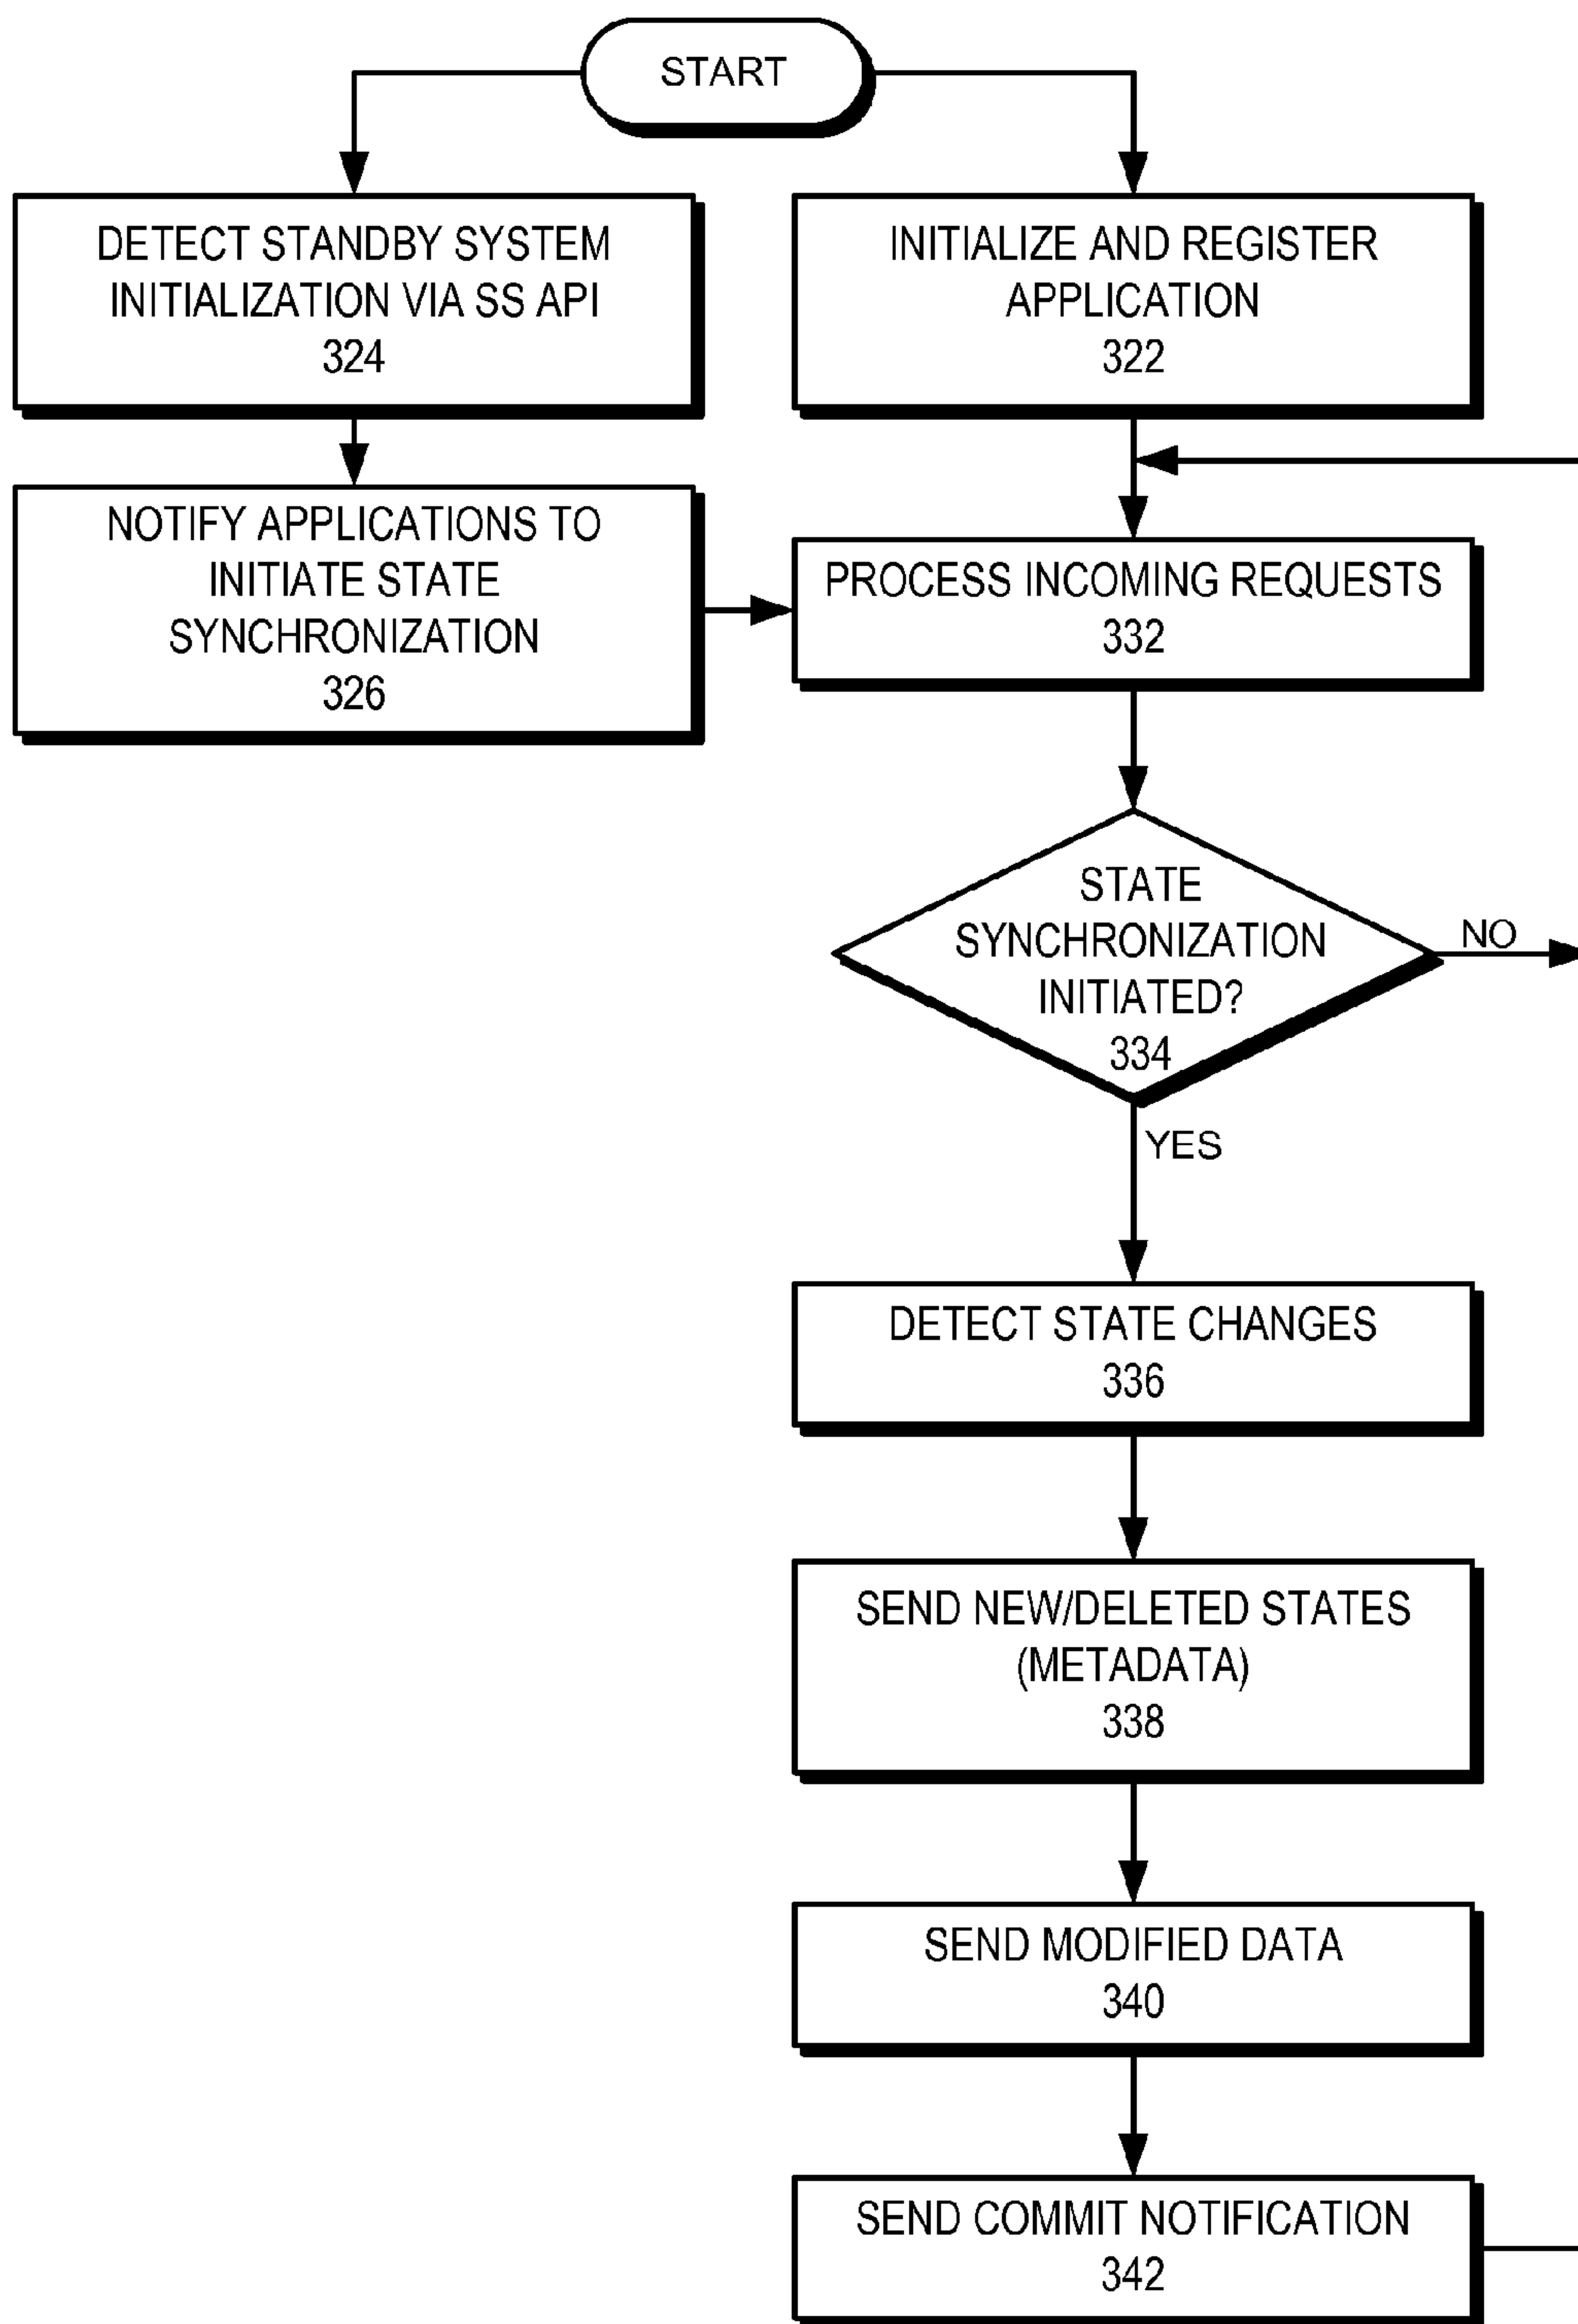 START
DETECT STANDBY SYSTEM
INITIALIZATION VIA SS API
324
INITIALIZE AND REGISTER
APPLICATION
322
NOTIFY APPLICATIONS TO
INITIATE STATE
SYNCHRONIZATION
326
PROCESS INCOMING REQUESTS
332
STATE
SYNCHRONIZATION
INITIATED?
334
NO
YES
DETECT STATE CHANGES
336
SEND NEW/DELETED STATES
(METADATA)
338
SEND MODIFIED DATA
340
SEND COMMIT NOTIFICATION
342